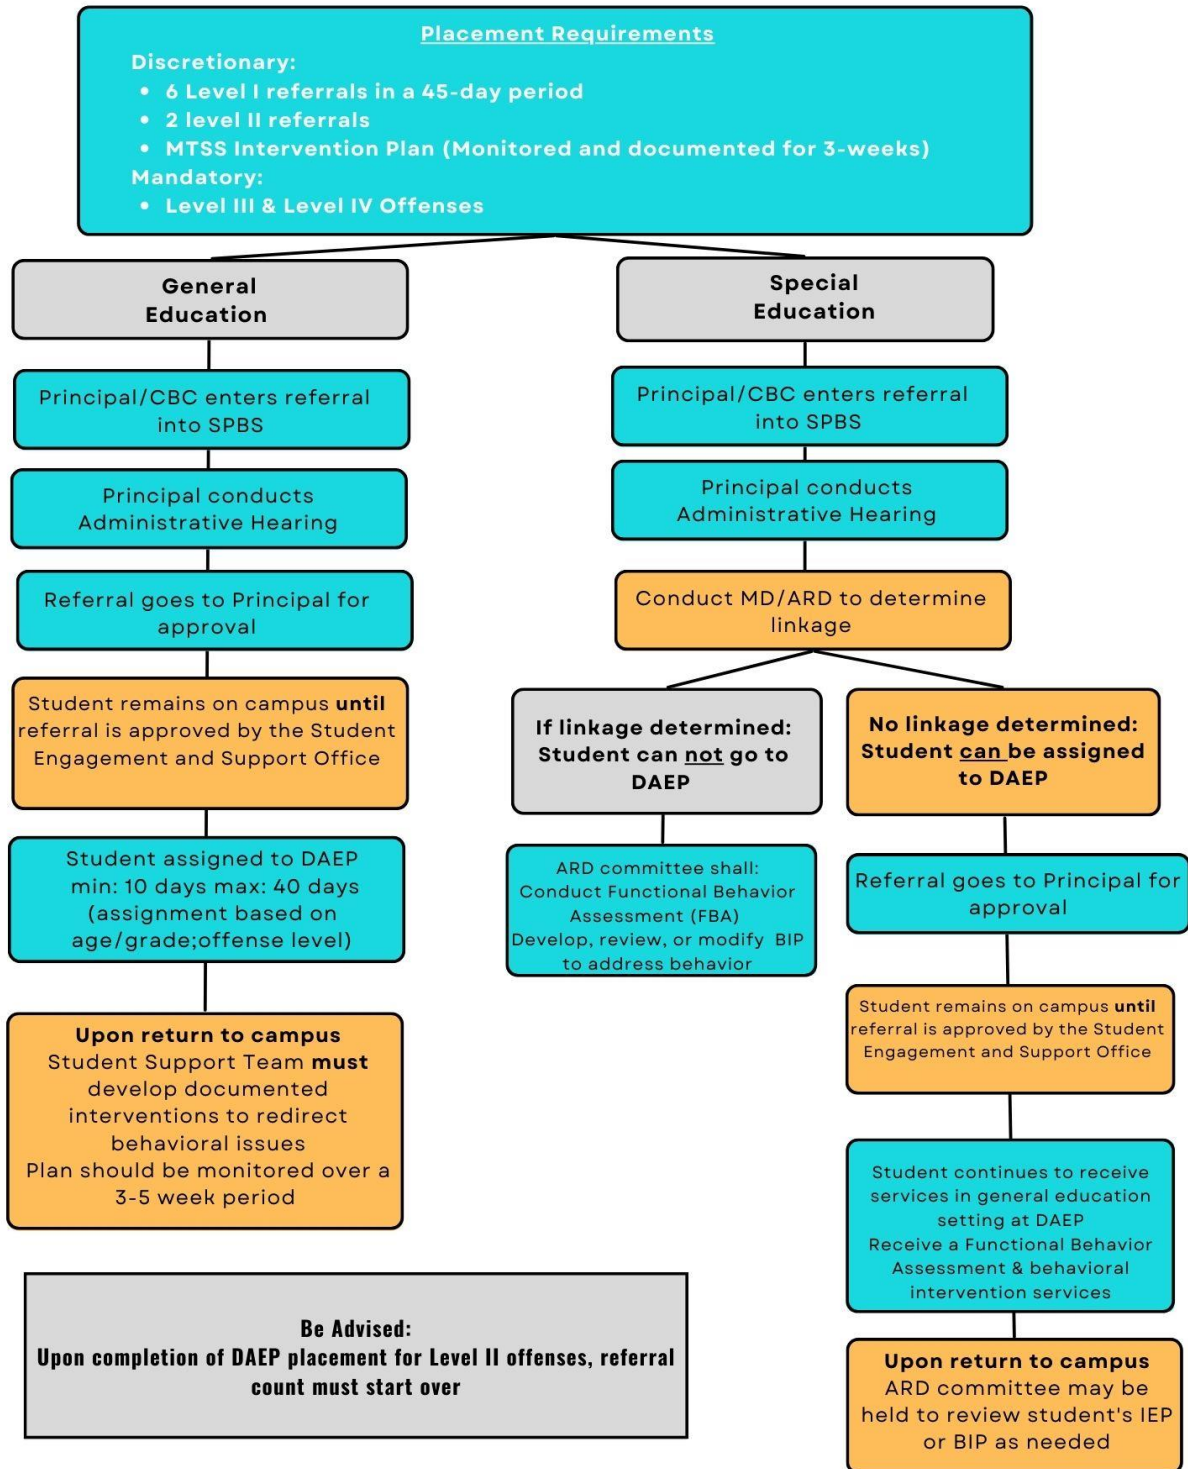 Placement Requirements
Discretionary:
• 6 Level I referrals in a 45-day period
• 2 level II referrals
• MTSS Intervention Plan (Monitored and documented for 3-weeks)
Mandatory:
• Level III & Level IV Offenses
General
Education
Principal/CBC enters referral
into SPBS
Principal conducts
Administrative Hearing
Referral goes to Principal for
approval
Student remains on campus until
referral is approved by the Student
Engagement and Support Office
Student assigned to DAEP
min: 10 days max: 40 days
(assignment based on
age/grade;offense level)
Upon return to campus
Student Support Team must
develop documented
interventions to redirect
behavioral issues
Plan should be monitored over a
3-5 week period
Special
Education
Principal/CBC enters referral
into SPBS
Principal conducts
Administrative Hearing
Conduct MD/ARD to determine
linkage
If linkage determined:
Student can not go to
DAEP
ARD committee shall:
Conduct Functional Behavior
Assessment (FBA)
Develop, review, or modify BIP
to address behavior
No linkage determined:
Student can be assigned
to DAEP
Referral goes to Principal for
approval
Student remains on campus until
referral is approved by the Student
Engagement and Support Office
Student continues to receive
services in general education
setting at DAEP
Receive a Functional Behavior
Assessment & behavioral
intervention services
Upon return to campus
ARD committee may be
held to review student's IEP
or BIP as needed
Be Advised:
Upon completion of DAEP placement for Level II offenses, referral
count must start over